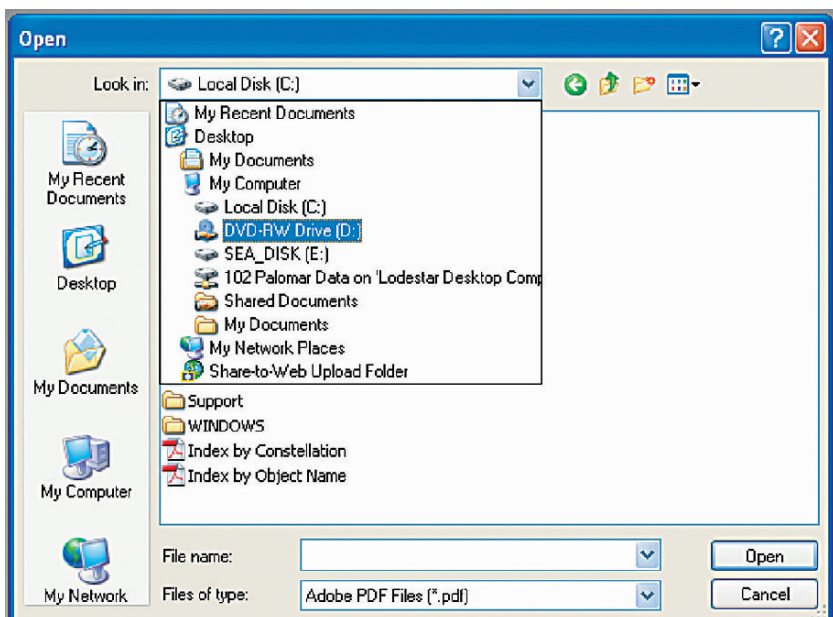 Open
Look in:
Local Disk (C:)
My Recent Documents
Desktop
My Documents
My Computer
Local Disk (C:)
DVD-RW Drive (D:)
SEA_DISK (E:)
102 Palomar Data on 'Lodestar Desktop Comp
Shared Documents
My Documents
My Network Places
Share-to-Web Upload Folder
Support
WINDOWS
Index by Constellation
Index by Object Name
My Recent
Documents
Desktop
My Documents
My Computer
My Network
File name:
Open
Files of type:
Adobe PDF Files (*.pdf)
Cancel